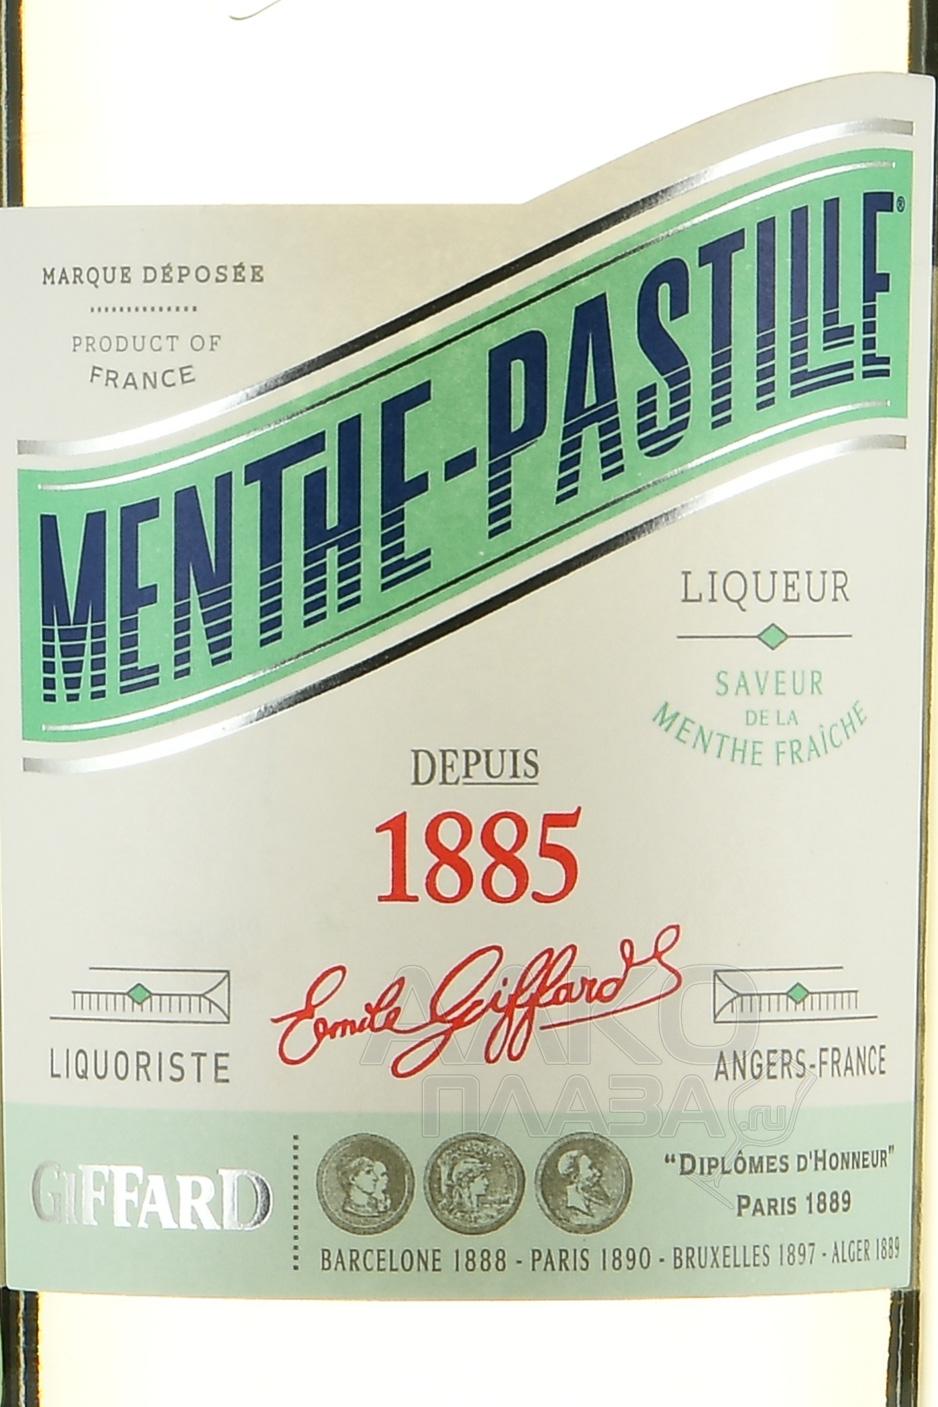 MARQUE DÉPOSÉE
PRODUCT OF
FRANCE
MENTHE-PASTILLE®
LIQUEUR
SAVEUR
DE LA
MENTHE FRAÎCHE
DEPUIS
1885
Emile Giffard
LIQUORISTE
ANGERS-FRANCE
АЛКО
ПЛАЗА.ru
GIFFARD
"DIPLÔMES D'HONNEUR"
PARIS 1889
BARCELONE 1888 - PARIS 1890 - BRUXELLES 1897 - ALGER 1889